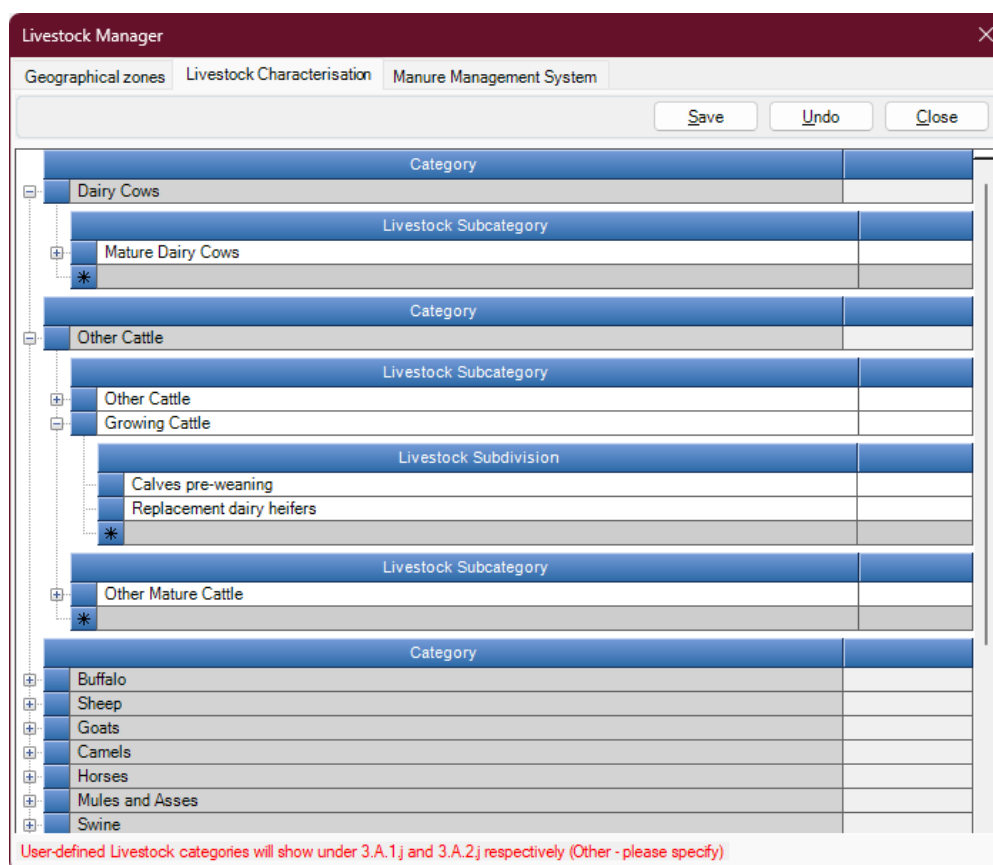 Livestock Manager
Geographical zones Livestock Characterisation Manure Management System
Save Undo Close
Category
Dairy Cows
Livestock Subcategory
Mature Dairy Cows
Category
Other Cattle
Livestock Subcategory
Other Cattle
Growing Cattle
Livestock Subdivision
Calves pre-weaning
Replacement dairy heifers
Livestock Subcategory
Other Mature Cattle
Category
Buffalo
Sheep
Goats
Camels
Horses
Mules and Asses
Swine
User-defined Livestock categories will show under 3.A.1.j and 3.A.2.j respectively (Other - please specify)